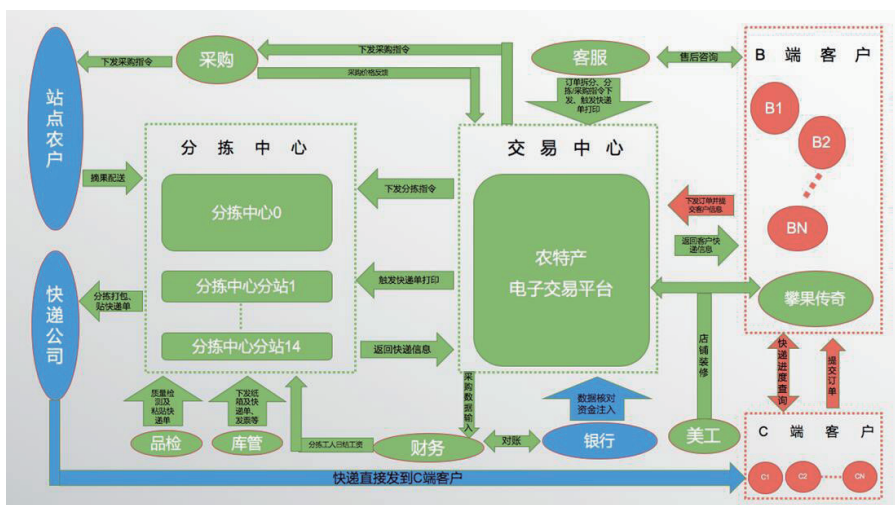 下发采购指令
采购
下发采购指令
采购价格反馈
客服
售后咨询
B端客户
站点农户
订单拆分、分
拣/采购指令下
发、触发快递
单打印
B1
B2
BN
分拣中心
交易中心
摘果配送
分拣中心0
下发分拣指令
农特产
电子交易平台
下发订单并提
交客户信息
返回客户快
递信息
快递公司
分拣打包、
贴快递单
分拣中心分站1
触发快递单打印
攀果传奇
分拣中心分站14
返回快递信息
店铺装修
快递进度查询
提交订单
质量检
测及
粘贴快
递单
下发纸
箱及快
递单、
发票等
采购数据输入
数据核对
资金注入
品检
库管
分拣工人日结工资
财务
对账
银行
美工
C端客户
快递直接发到C端客户
C1
C2
CN